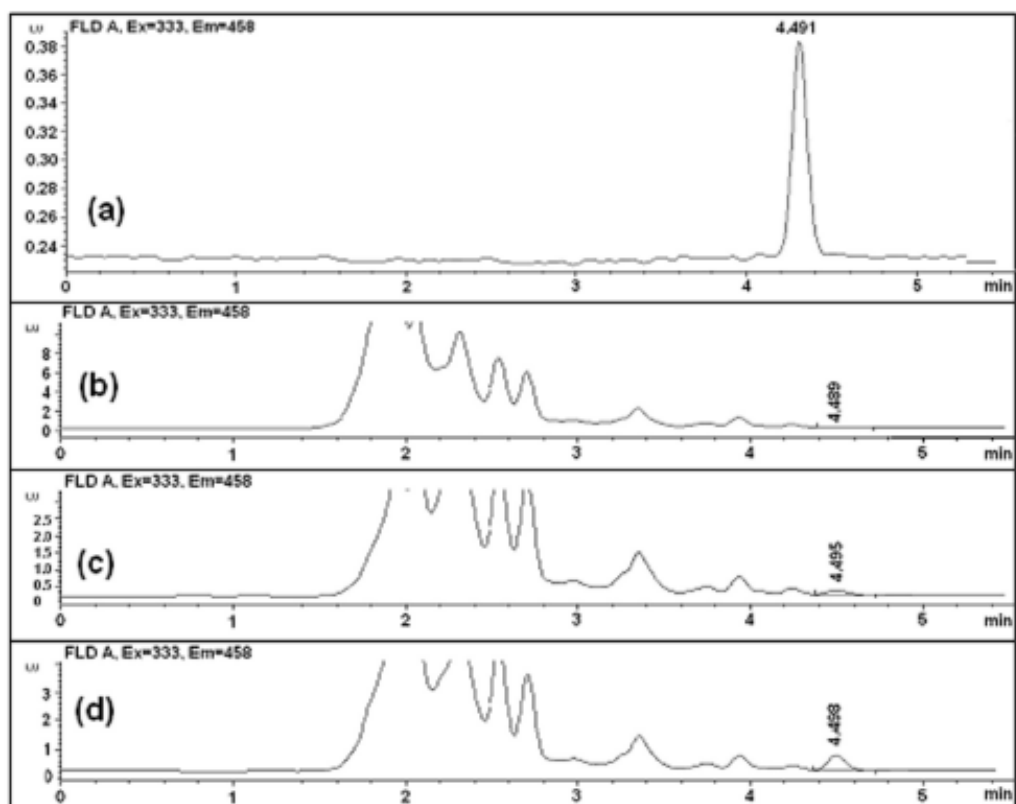 FLD A, Ex=333, Em=458
LU
4.491
0.38
0.36
0.34
0.32
0.30
0.28
0.26
0.24
(a)
0 1 2 3 4 5 min
FLD A, Ex=333, Em=458
LU
8
6
4
2
0
(b)
4.489
0 1 2 3 4 5 min
FLD A, Ex=333, Em=458
LU
2.5
2.0
1.5
1.0
0.5
0
(c)
4.495
0 1 2 3 4 5 min
FLD A, Ex=333, Em=458
LU
3
2
1
0
(d)
4.498
0 1 2 3 4 5 min